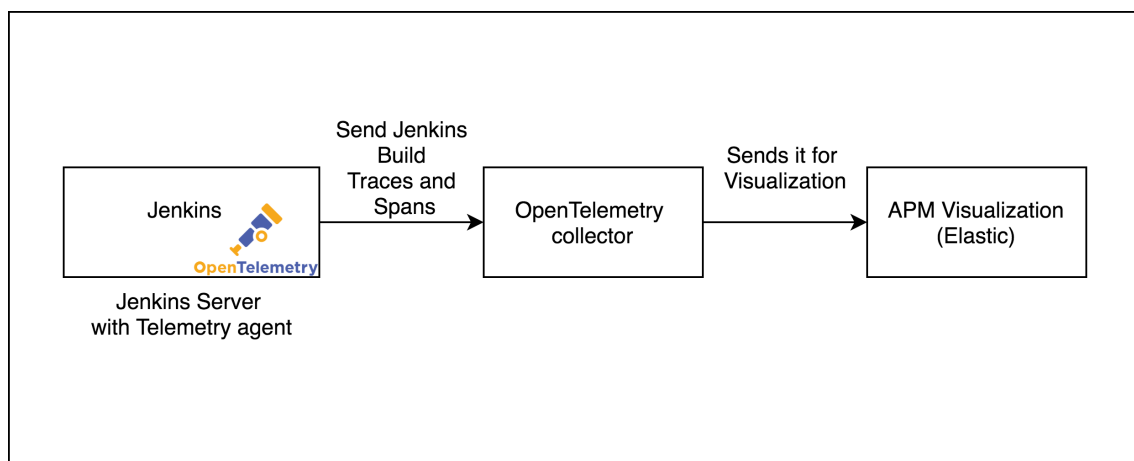 Jenkins
OpenTelemetry
Jenkins Server
with Telemetry agent
Send Jenkins
Build
Traces and
Spans
OpenTelemetry
collector
Sends it for
Visualization
APM Visualization
(Elastic)